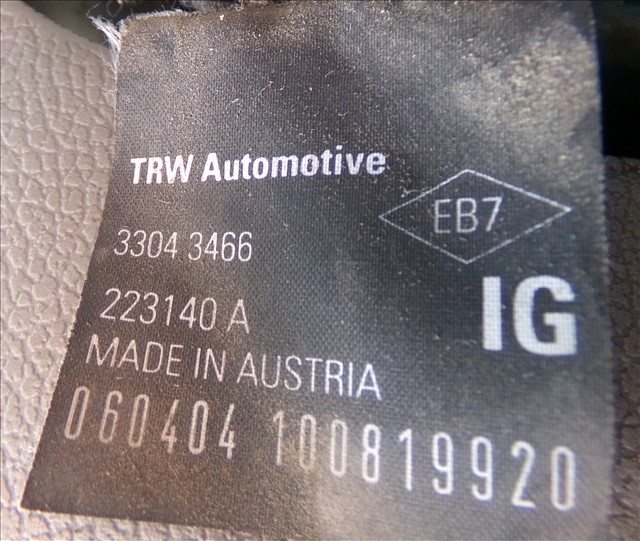 TRW Automotive
EB7
3304 3466
IG
223140 A
MADE IN AUSTRIA
060404 100819920